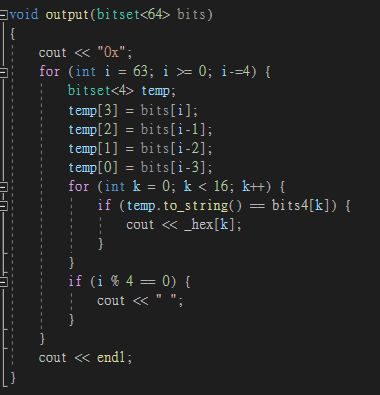 void output(bitset<64> bits)
{
cout << "0x";
for (int i = 63; i >= 0; i-=4) {
bitset<4> temp;
temp[3] = bits[i];
temp[2] = bits[i-1];
temp[1] = bits[i-2];
temp[0] = bits[i-3];
for (int k = 0; k < 16; k++) {
if (temp.to_string() == bits4[k]) {
cout << _hex[k];
}
}
if (i % 4 == 0) {
cout << " ";
}
}
cout << endl;
}